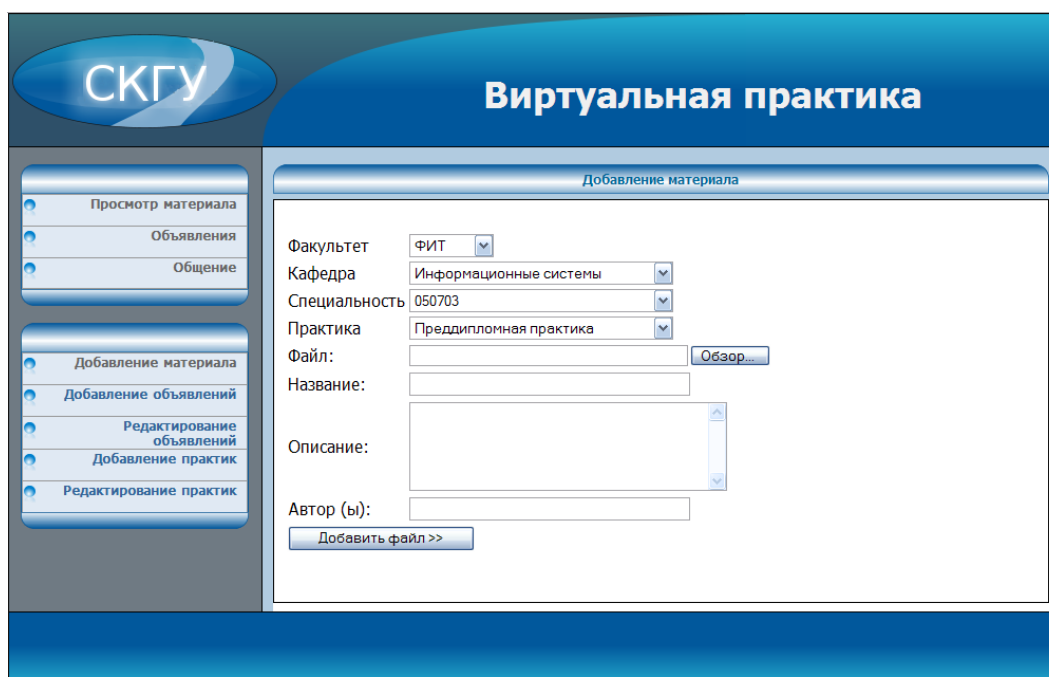 СКГУ
Виртуальная практика
Просмотр материала
Объявления
Общение
Добавление материала
Добавление объявлений
Редактирование
объявлений
Добавление практик
Редактирование практик
Добавление материала
Факультет ФИТ
Кафедра Информационные системы
Специальность 050703
Практика Преддипломная практика
Файл: Обзор...
Название:
Описание:
Автор (ы):
Добавить файл >>